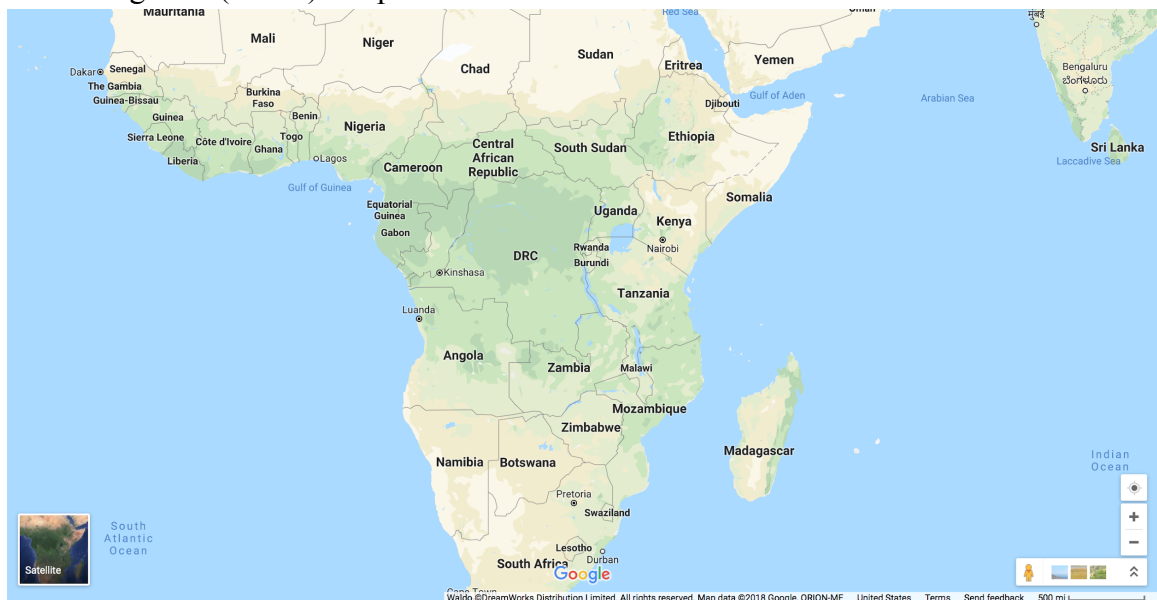 Mauritania
Mali
Niger
Chad
Sudan
Eritrea
Red Sea
Yemen
Oman
मुंबई
Bengaluru
ಬೆಂಗಳೂರು
Dakar
Senegal
The Gambia
Guinea-Bissau
Guinea
Sierra Leone
Liberia
Côte d'Ivoire
Burkina
Faso
Ghana
Togo
Benin
Nigeria
Lagos
Gulf of Guinea
Cameroon
Central
African
Republic
South Sudan
Ethiopia
Djibouti
Gulf of Aden
Arabian Sea
Sri Lanka
Laccadive Sea
Somalia
Equatorial
Guinea
Gabon
Uganda
Kenya
Nairobi
DRC
Rwanda
Burundi
Kinshasa
Tanzania
Luanda
Angola
Zambia
Malawi
Mozambique
Zimbabwe
Madagascar
Namibia
Botswana
Pretoria
Swaziland
Lesotho
Durban
South Africa
Cape Town
Indian
Ocean
South
Atlantic
Ocean
Satellite
Google
Waldo ©DreamWorks Distribution Limited. All rights reserved. Map data ©2018 Google, ORION-ME United States Terms Send feedback 500 mi